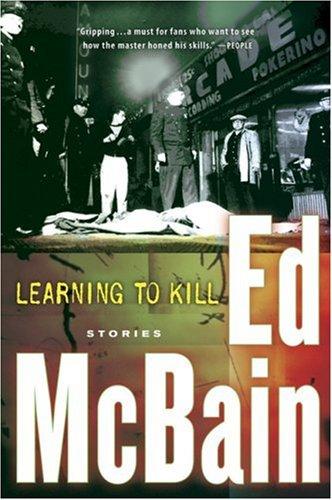 "Gripping...a must for fans who want to see
how the master honed his skills." —PEOPLE
ARCADE
POKERINO
LEARNING TO KILL
STORIES
Ed
McBain